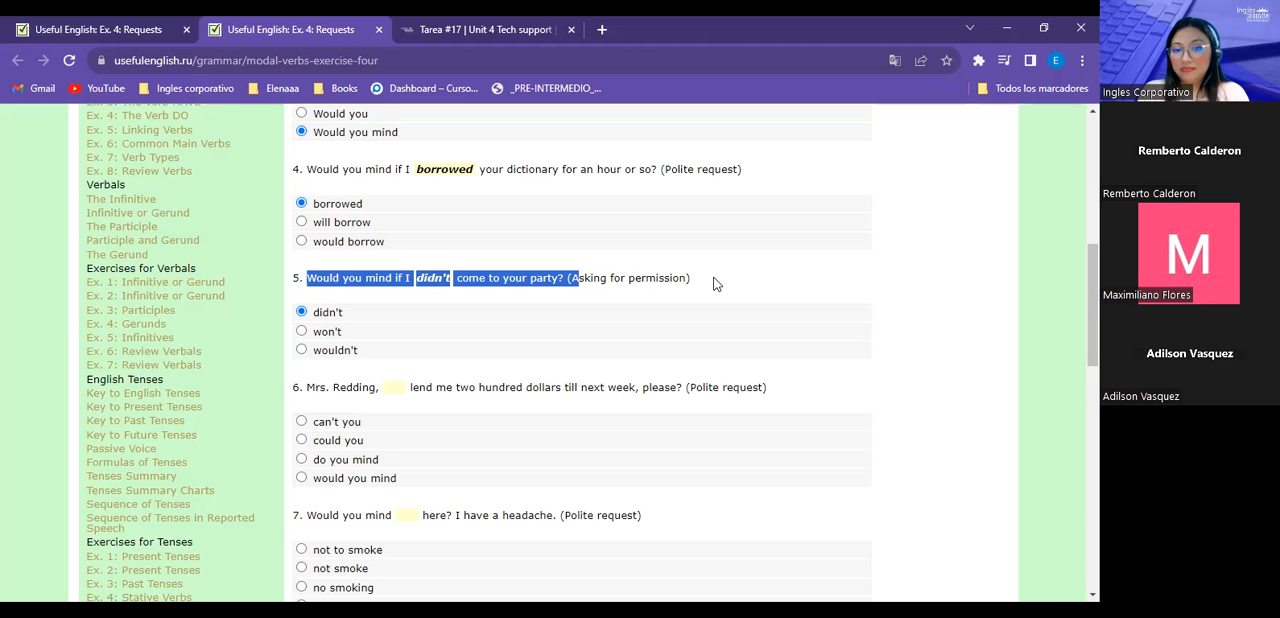 Useful English: Ex. 4: Requests
Useful English: Ex. 4: Requests
Tarea #17 | Unit 4 Tech support
usefulenglish.ru/grammar/modal-verbs-exercise-four
E
Gmail
YouTube
Ingles corporativo
Elenaaa
Books
Dashboard – Curso...
_PRE-INTERMEDIO_...
Todos los marcadores
Ex. 4: The Verb DO
Ex. 5: Linking Verbs
Ex. 6: Common Main Verbs
Ex. 7: Verb Types
Ex. 8: Review Verbs
Verbals
The Infinitive
Infinitive or Gerund
The Participle
Participle and Gerund
The Gerund
Exercises for Verbals
Ex. 1: Infinitive or Gerund
Ex. 2: Infinitive or Gerund
Ex. 3: Participles
Ex. 4: Gerunds
Ex. 5: Infinitives
Ex. 6: Review Verbals
Ex. 7: Review Verbals
English Tenses
Key to English Tenses
Key to Present Tenses
Key to Past Tenses
Key to Future Tenses
Passive Voice
Formulas of Tenses
Tenses Summary
Tenses Summary Charts
Sequence of Tenses
Sequence of Tenses in Reported
Speech
Exercises for Tenses
Ex. 1: Present Tenses
Ex. 2: Present Tenses
Ex. 3: Past Tenses
Ex. 4: Stative Verbs
Would you
Would you mind
4. Would you mind if I borrowed your dictionary for an hour or so? (Polite request)
borrowed
will borrow
would borrow
5. Would you mind if I didn't come to your party? (Asking for permission)
didn't
won't
wouldn't
6. Mrs. Redding, lend me two hundred dollars till next week, please? (Polite request)
can't you
could you
do you mind
would you mind
7. Would you mind here? I have a headache. (Polite request)
not to smoke
not smoke
no smoking
Ingles Corporativo
Remberto Calderon
Remberto Calderon
M
Maximiliano Flores
Adilson Vasquez
Adilson Vasquez